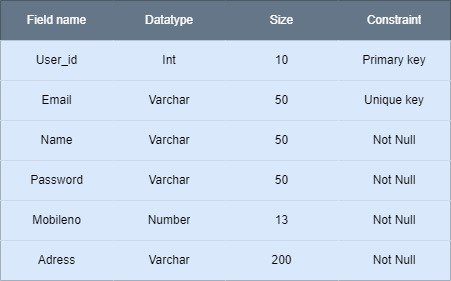 Field name Datatype Size Constraint
User_id Int 10 Primary key
Email Varchar 50 Unique key
Name Varchar 50 Not Null
Password Varchar 50 Not Null
Mobileno Number 13 Not Null
Adress Varchar 200 Not Null